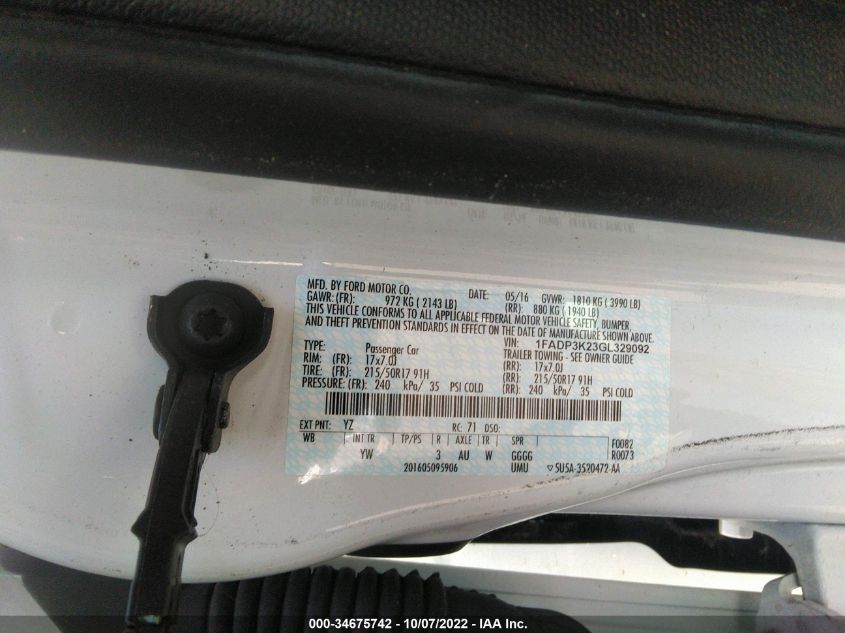 MFD. BY FORD MOTOR CO.
DATE: 05/16 GVWR: 1810 KG ( 3990 LB)
GAWR: (FR): 972 KG ( 2143 LB) (RR): 880 KG ( 1940 LB)
THIS VEHICLE CONFORMS TO ALL APPLICABLE FEDERAL MOTOR VEHICLE SAFETY, BUMPER,
AND THEFT PREVENTION STANDARDS IN EFFECT ON THE DATE OF MANUFACTURE SHOWN ABOVE.
VIN: 1FADP3K23GL329092
TYPE: Passenger Car TRAILER TOWING - SEE OWNER GUIDE
RIM: (FR): 17x7.0J (RR): 17x7.0J
TIRE: (FR): 215/50R17 91H (RR): 215/50R17 91H
PRESSURE: (FR): 240 kPa/ 35 PSI COLD (RR): 240 kPa/ 35 PSI COLD
EXT PNT: YZ RC: 71 DSO:
WB INT TR TP/PS R AXLE TR SPR F0082
YW 3 AU W GGGG R0073
201605095906 UMU 5U5A-3520472-AA
000-34675742 - 10/07/2022 - IAA Inc.